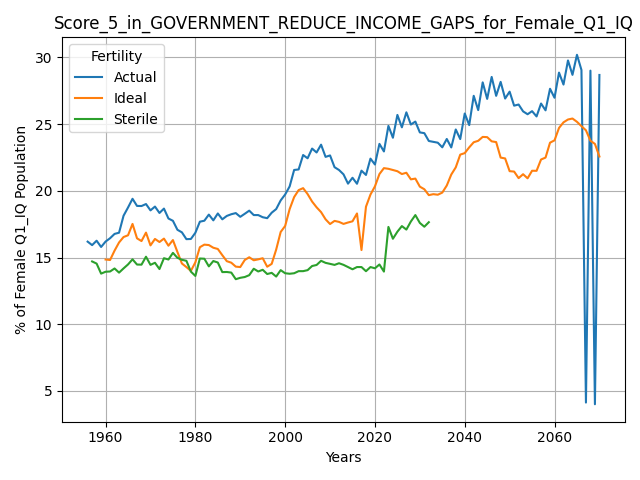 Score_5_in_GOVERNMENT_REDUCE_INCOME_GAPS_for_Female_Q1_IQ
Fertility
Actual
Ideal
Sterile
30
25
20
15
10
5
% of Female Q1_IQ Population
1960
1980
2000
2020
2040
2060
Years